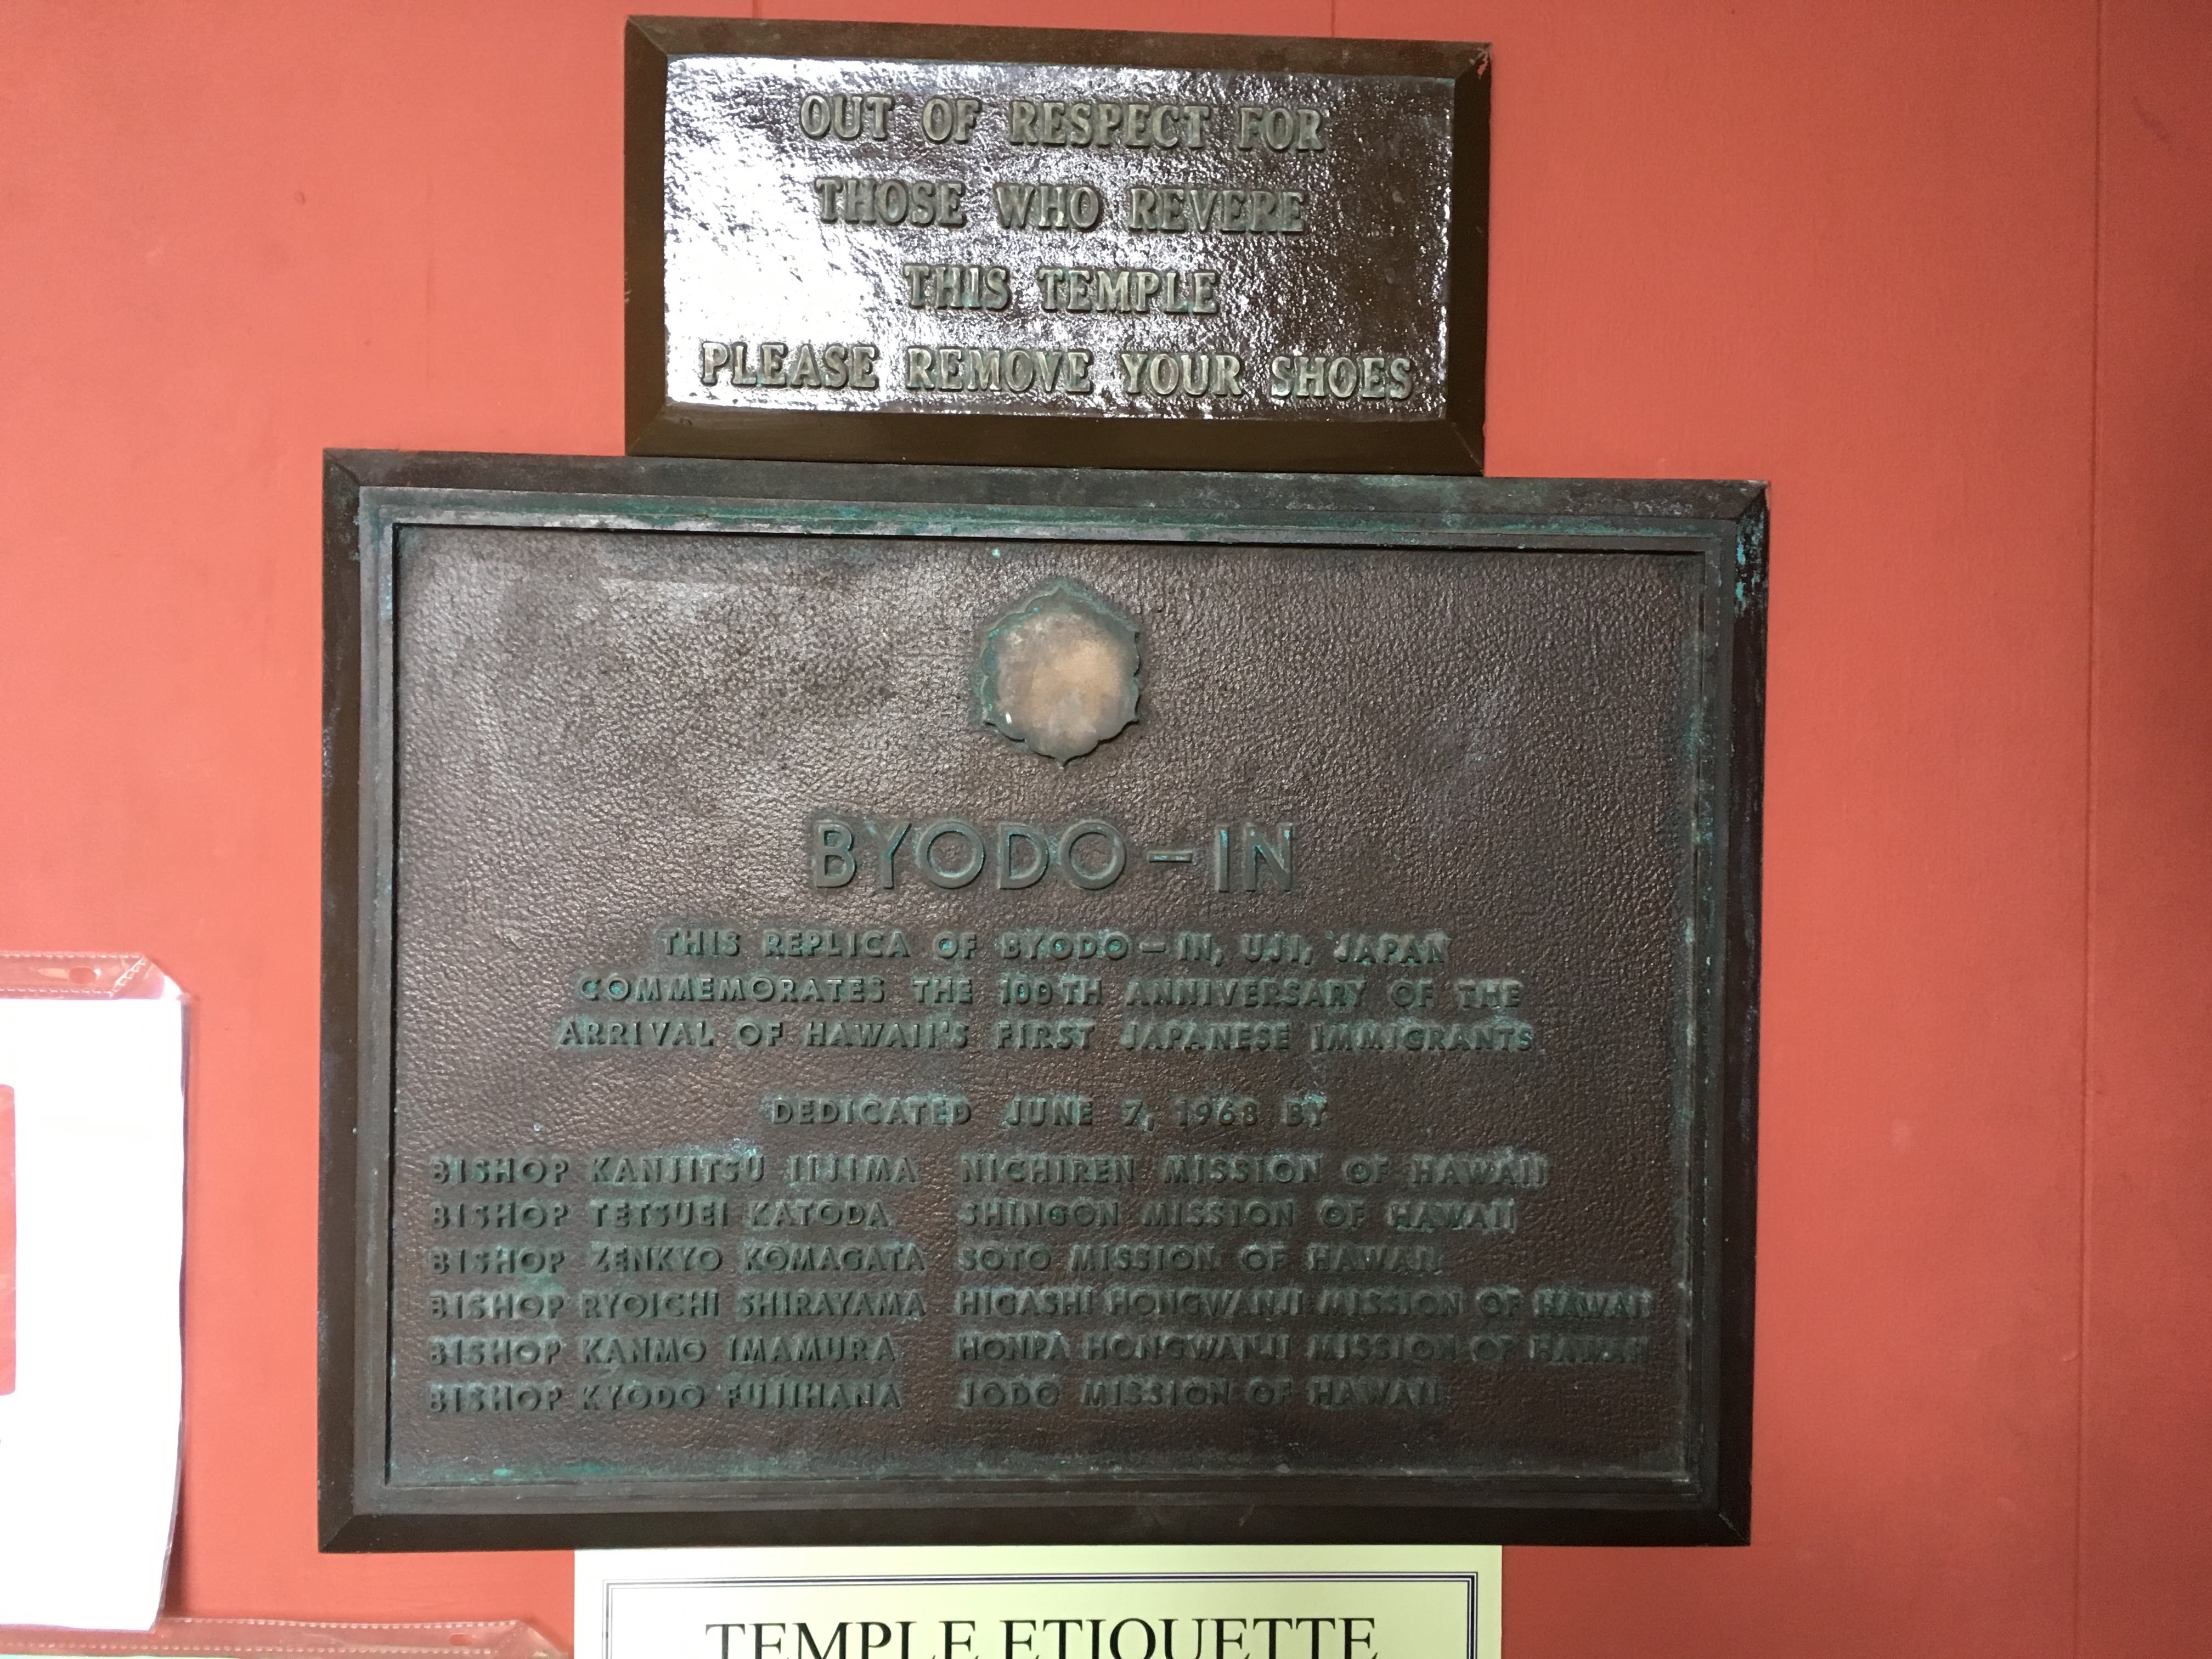 OUT OF RESPECT FOR
THOSE WHO REVERE
THIS TEMPLE
PLEASE REMOVE YOUR SHOES
BYODO-IN
THIS REPLICA OF BYODO-IN, UJI, JAPAN
COMMEMORATES THE 100TH ANNIVERSARY OF THE
ARRIVAL OF HAWAII'S FIRST JAPANESE IMMIGRANTS
DEDICATED JUNE 7, 1968 BY
BISHOP KANJITSU IIJIMA NICHIREN MISSION OF HAWAII
BISHOP TETSUEI KATODA SHINGON MISSION OF HAWAII
BISHOP ZENKYO KOMAGATA SOTO MISSION OF HAWAII
BISHOP RYOICHI SHIRAYAMA HIGASHI HONGWANJI MISSION OF HAWAII
BISHOP KANMO IMAMURA HONPA HONGWANJI MISSION OF HAWAII
BISHOP KYODO FUJIHANA JODO MISSION OF HAWAII
TEMPLE ETIQUETTE